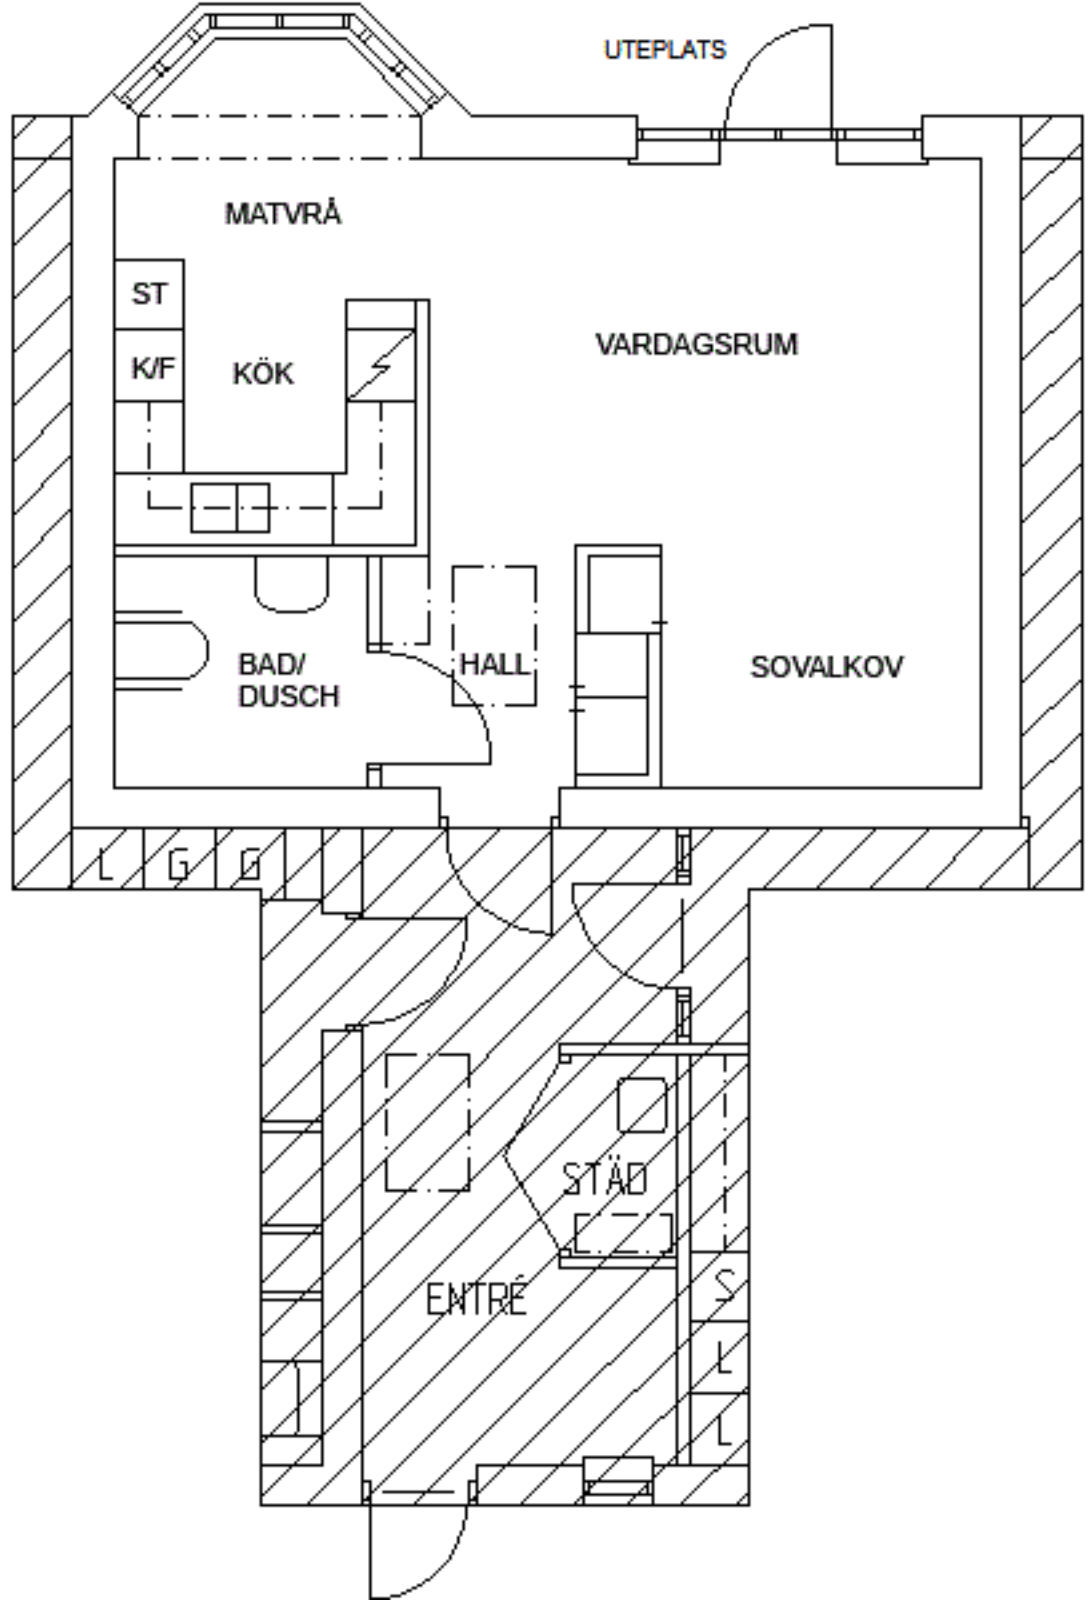 UTEPLATS
MATVRÅ
ST
VARDAGSRUM
K/F
KÖK
HALL
BAD/
DUSCH
SOVALKOV
L
G
G
STÄD
ENTRÉ
S
L
L